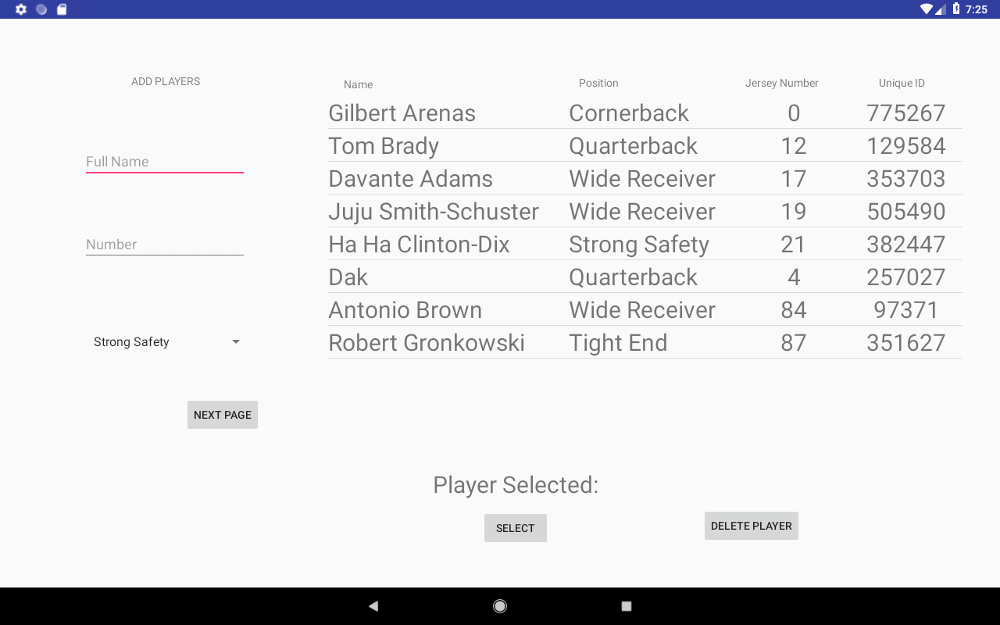 7:25
ADD PLAYERS
Full Name
Number
Strong Safety
NEXT PAGE
Name Position Jersey Number Unique ID
Gilbert Arenas Cornerback 0 775267
Tom Brady Quarterback 12 129584
Davante Adams Wide Receiver 17 353703
Juju Smith-Schuster Wide Receiver 19 505490
Ha Ha Clinton-Dix Strong Safety 21 382447
Dak Quarterback 4 257027
Antonio Brown Wide Receiver 84 97371
Robert Gronkowski Tight End 87 351627
Player Selected:
SELECT
DELETE PLAYER